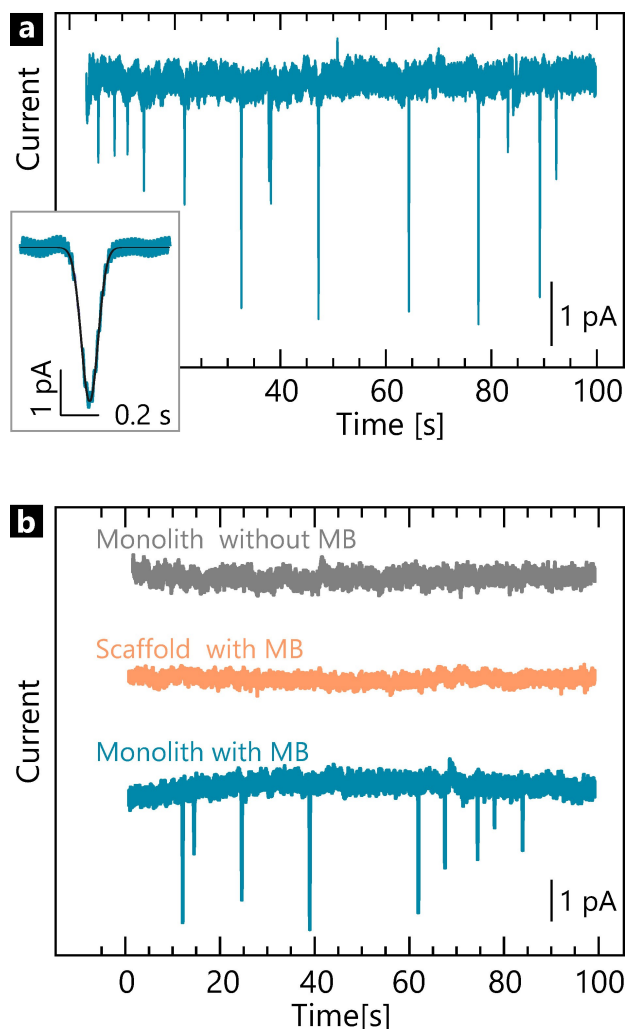 a
Current
1 pA
1 pA
0.2 s
40 60 80 100
Time [s]
b
Monolith  without MB
Scaffold  with MB
Current
Monolith with MB
1 pA
0 20 40 60 80 100
Time[s]